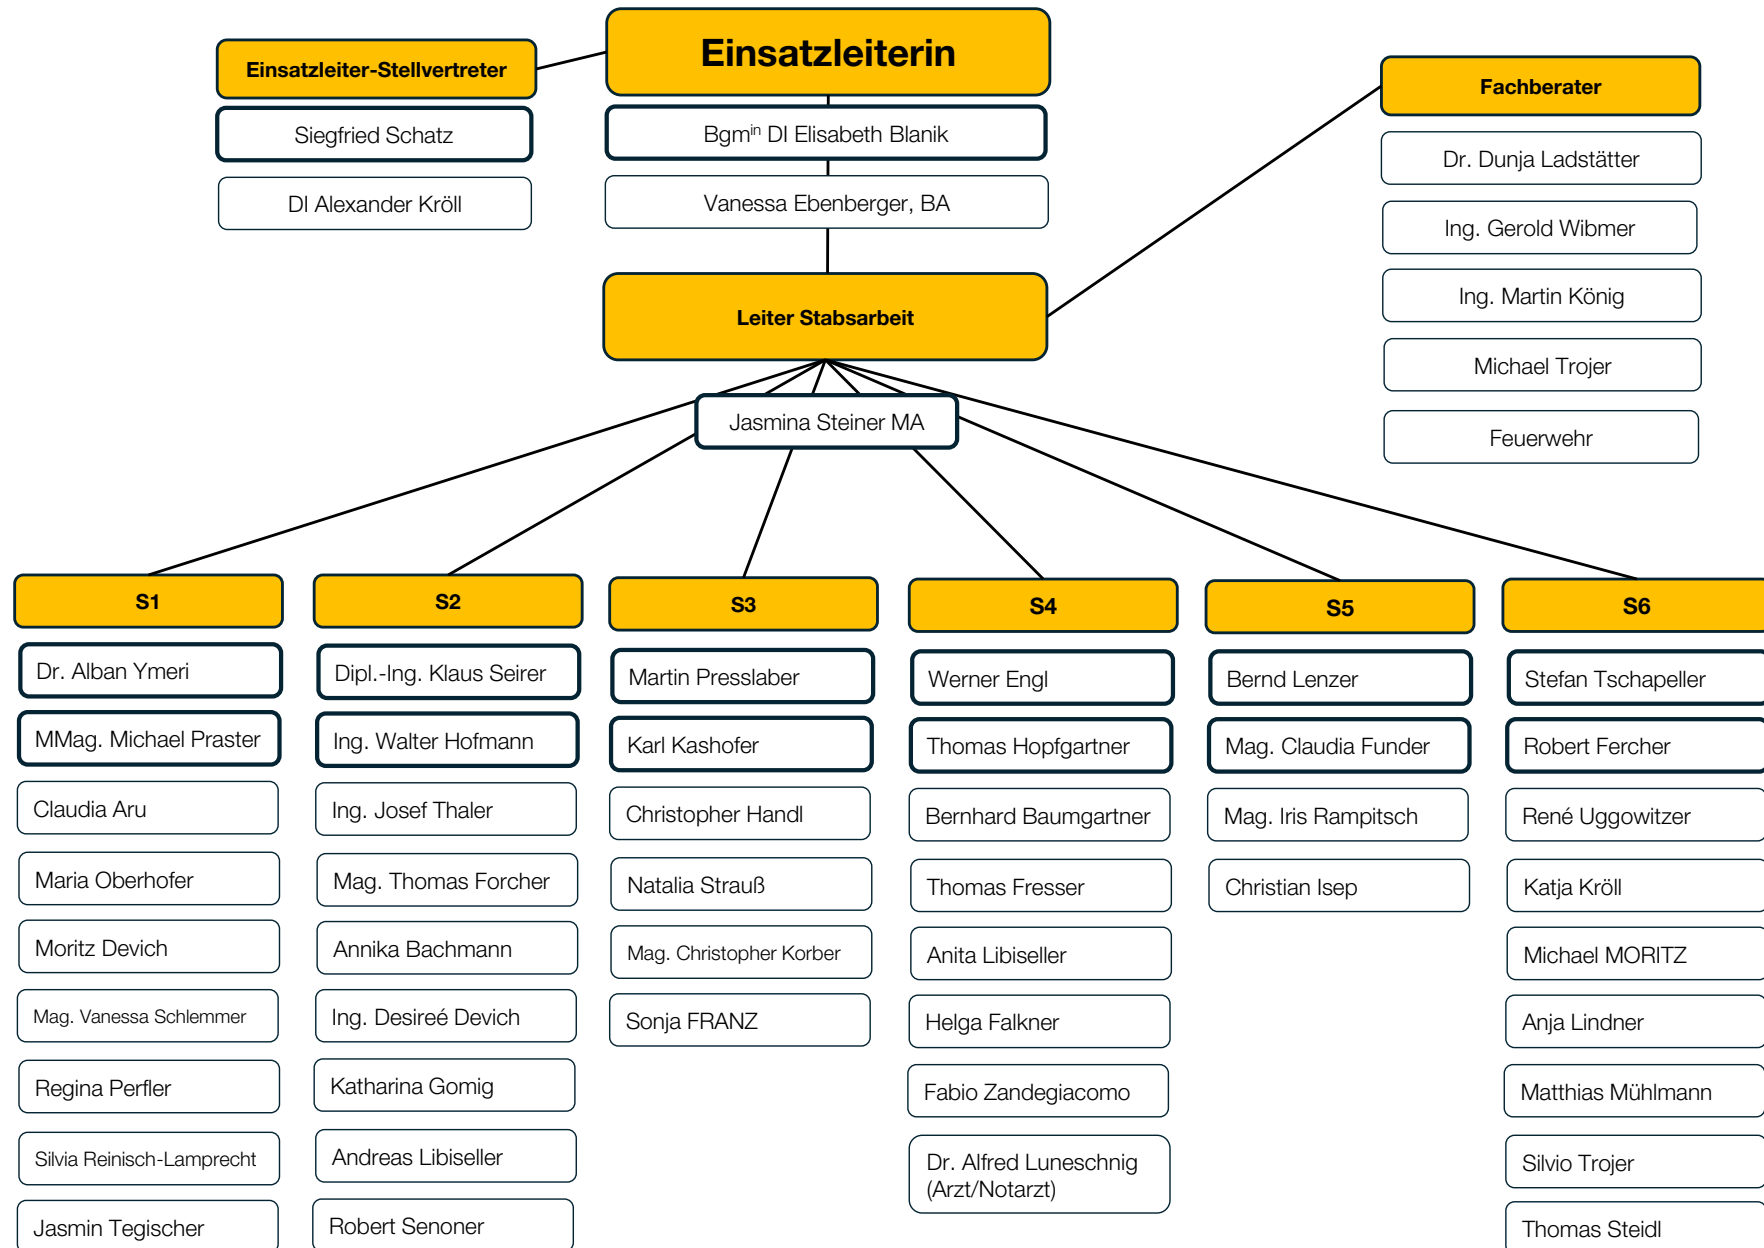 Einsatzleiterin
Einsatzleiter-Stellvertreter
Siegfried Schatz
DI Alexander Kröll
Bgmⁱⁿ DI Elisabeth Blanik
Vanessa Ebenberger, BA
Fachberater
Dr. Dunja Ladstätter
Ing. Gerold Wibmer
Ing. Martin König
Michael Trojer
Feuerwehr
Leiter Stabsarbeit
Jasmina Steiner MA
S1
Dr. Alban Ymeri
MMag. Michael Praster
Claudia Aru
Maria Oberhofer
Moritz Devich
Mag. Vanessa Schlemmer
Regina Perfler
Silvia Reinisch-Lamprecht
Jasmin Tegischer
S2
Dipl.-Ing. Klaus Seirer
Ing. Walter Hofmann
Ing. Josef Thaler
Mag. Thomas Forcher
Annika Bachmann
Ing. Desireé Devich
Katharina Gomig
Andreas Libiseller
Robert Senoner
S3
Martin Presslaber
Karl Kashofer
Christopher Handl
Natalia Strauß
Mag. Christopher Korber
Sonja FRANZ
S4
Werner Engl
Thomas Hopfgartner
Bernhard Baumgartner
Thomas Fresser
Anita Libiseller
Helga Falkner
Fabio Zandegiacomo
Dr. Alfred Luneschnig
(Arzt/Notarzt)
S5
Bernd Lenzer
Mag. Claudia Funder
Mag. Iris Rampitsch
Christian Isep
S6
Stefan Tschapeller
Robert Fercher
René Uggowitzer
Katja Kröll
Michael MORITZ
Anja Lindner
Matthias Mühlmann
Silvio Trojer
Thomas Steidl